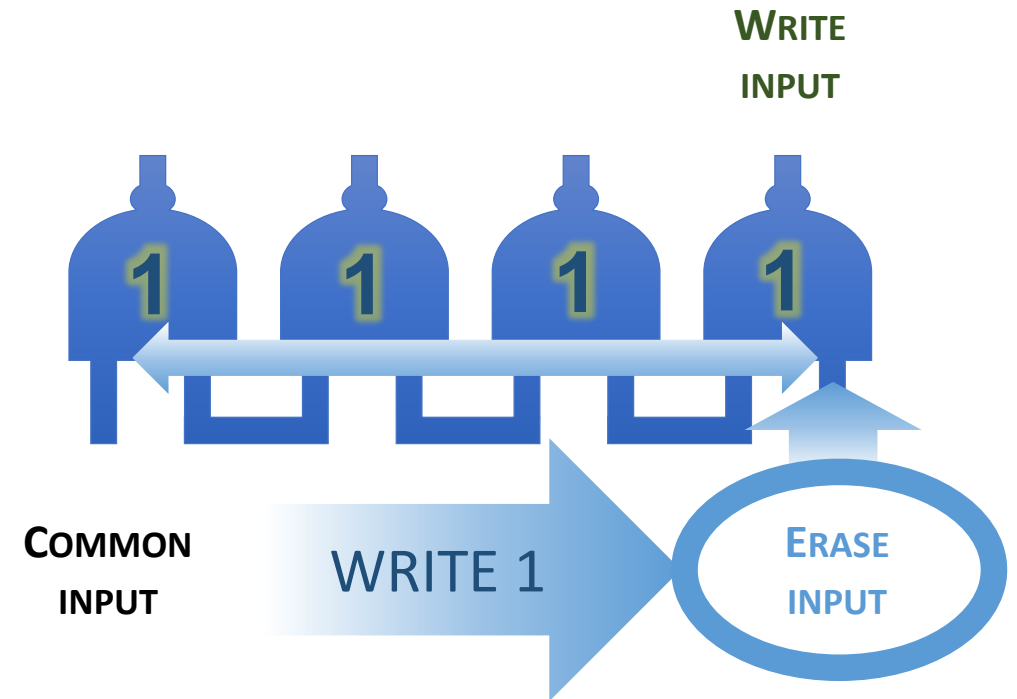 WRITE
INPUT
1 1 1 1
COMMON
INPUT
WRITE 1
ERASE
INPUT